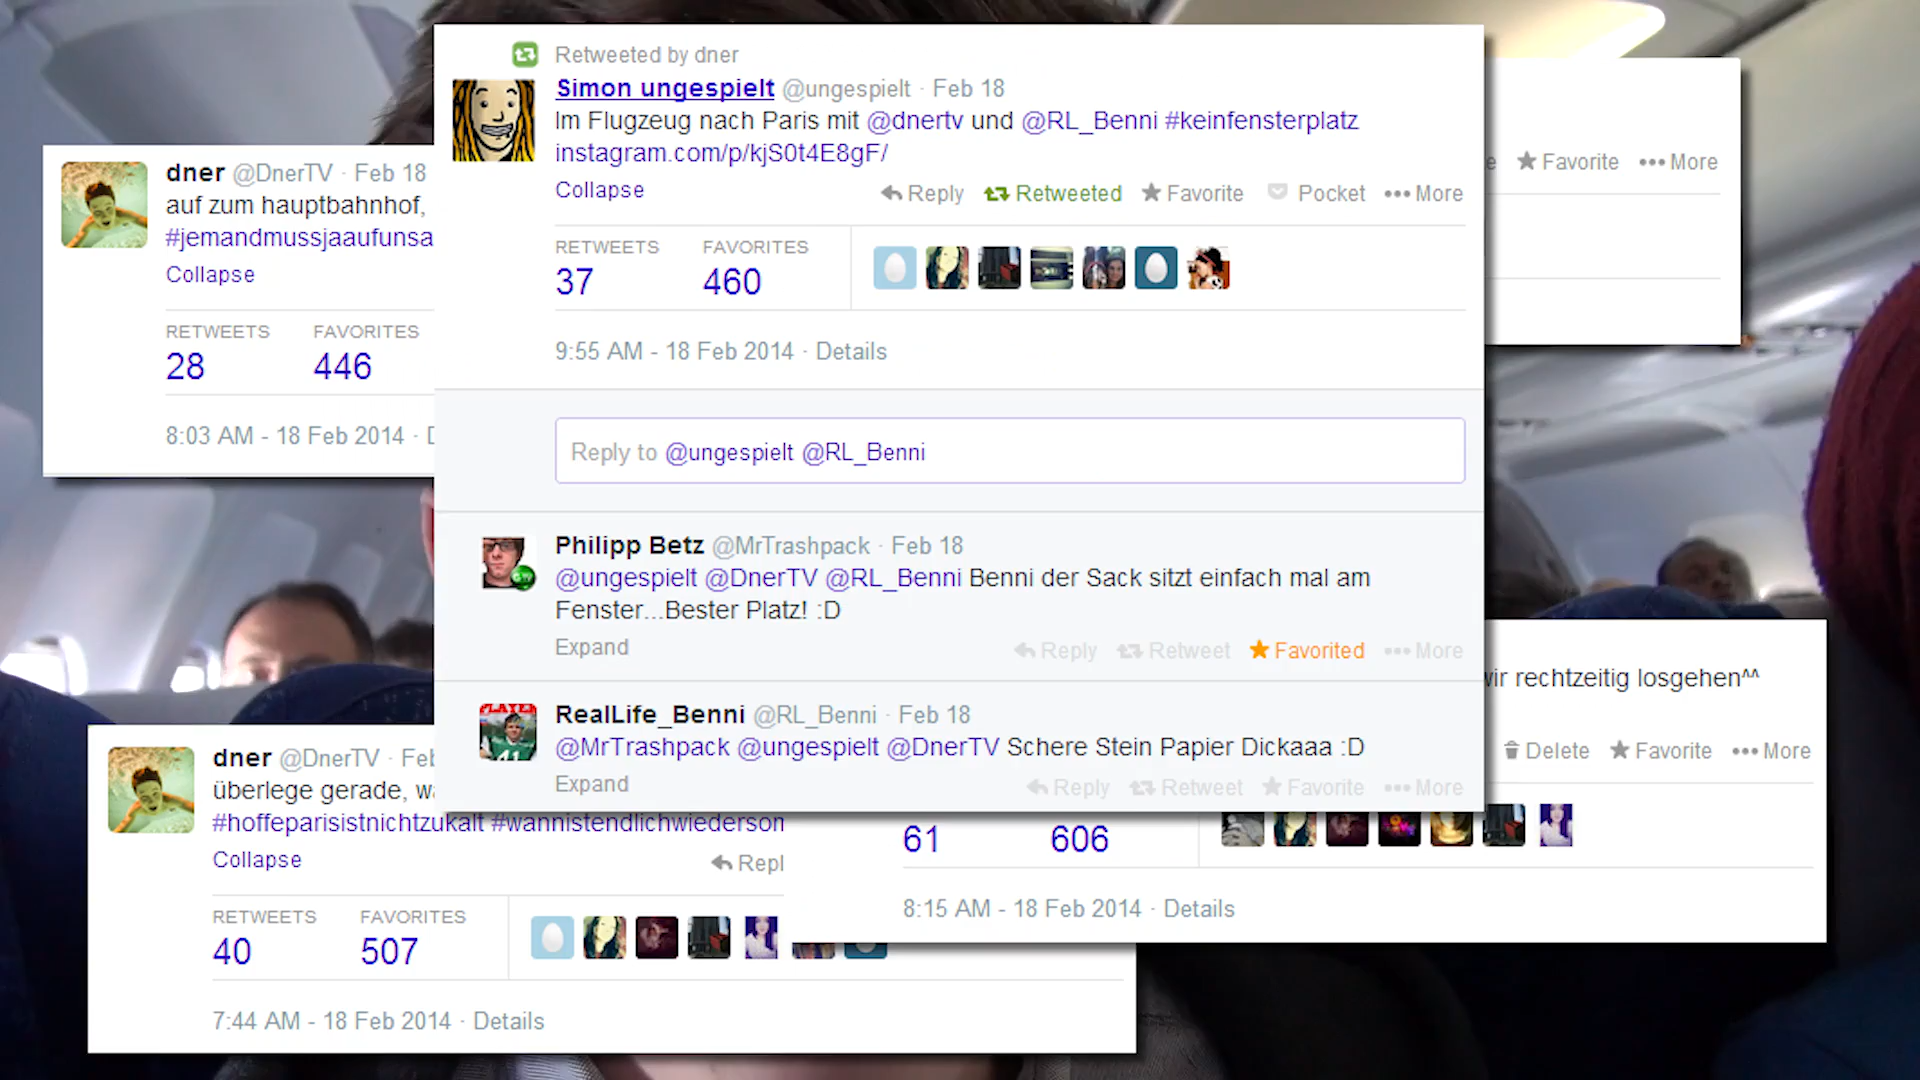 Retweeted by dner
Simon ungespielt @ungespielt · Feb 18
Im Flugzeug nach Paris mit @dnertv und @RL_Benni #keinfensterplatz
instagram.com/p/kjS0t4E8gF/
Collapse
Reply Retweeted Favorite Pocket More
RETWEETS FAVORITES
37 460
9:55 AM - 18 Feb 2014 · Details
Reply to @ungespielt @RL_Benni
Philipp Betz @MrTrashpack · Feb 18
@ungespielt @DnerTV @RL_Benni Benni der Sack sitzt einfach mal am
Fenster...Bester Platz! :D
Expand
Reply Retweet Favorited More
RealLife_Benni @RL_Benni · Feb 18
@MrTrashpack @ungespielt @DnerTV Schere Stein Papier Dickaaa :D
Expand
Reply Retweet Favorite More
dner @DnerTV · Feb 18
auf zum hauptbahnhof,
#jemandmussjaaufunsa
Collapse
RETWEETS FAVORITES
28 446
8:03 AM - 18 Feb 2014 ·
Favorite More
dner @DnerTV · Feb
überlege gerade,
#hoffeparisistnichtzukalt #wannistendlichwiederson
Collapse
Repl
RETWEETS FAVORITES
40 507
7:44 AM - 18 Feb 2014 · Details
wir rechtzeitig losgehen^^
Delete Favorite More
61 606
8:15 AM - 18 Feb 2014 · Details